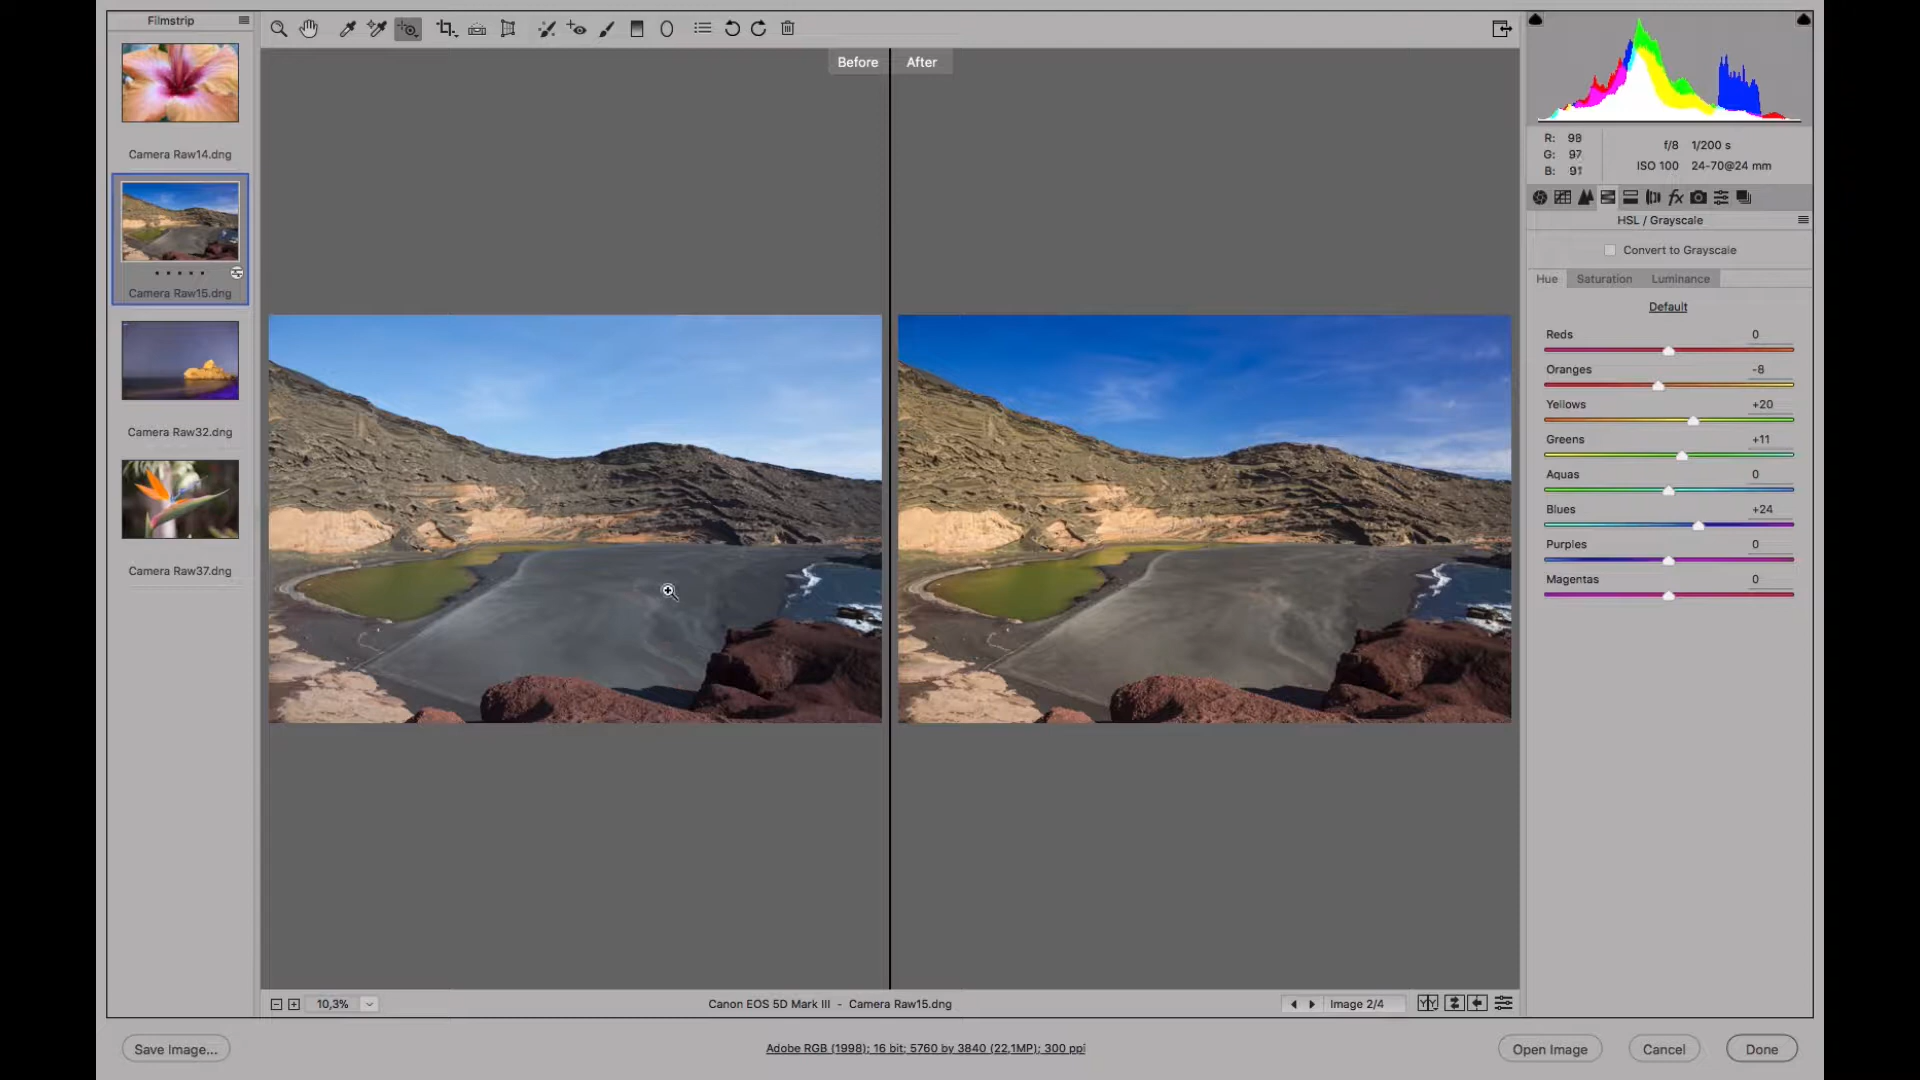 Filmstrip
Camera Raw14.dng
Camera Raw15.dng
Camera Raw32.dng
Camera Raw37.dng
Before
After
R: 98
G: 97
B: 91
f/8 1/200 s
ISO 100 24-70@24 mm
fx
HSL / Grayscale
Convert to Grayscale
Hue Saturation Luminance
Default
Reds 0
Oranges -8
Yellows +20
Greens +11
Aquas 0
Blues +24
Purples 0
Magentas 0
10,3%
Canon EOS 5D Mark III - Camera Raw15.dng
Image 2/4
Y Y
Save Image...
Adobe RGB (1998); 16 bit; 5760 by 3840 (22,1MP); 300 ppi
Open Image
Cancel
Done